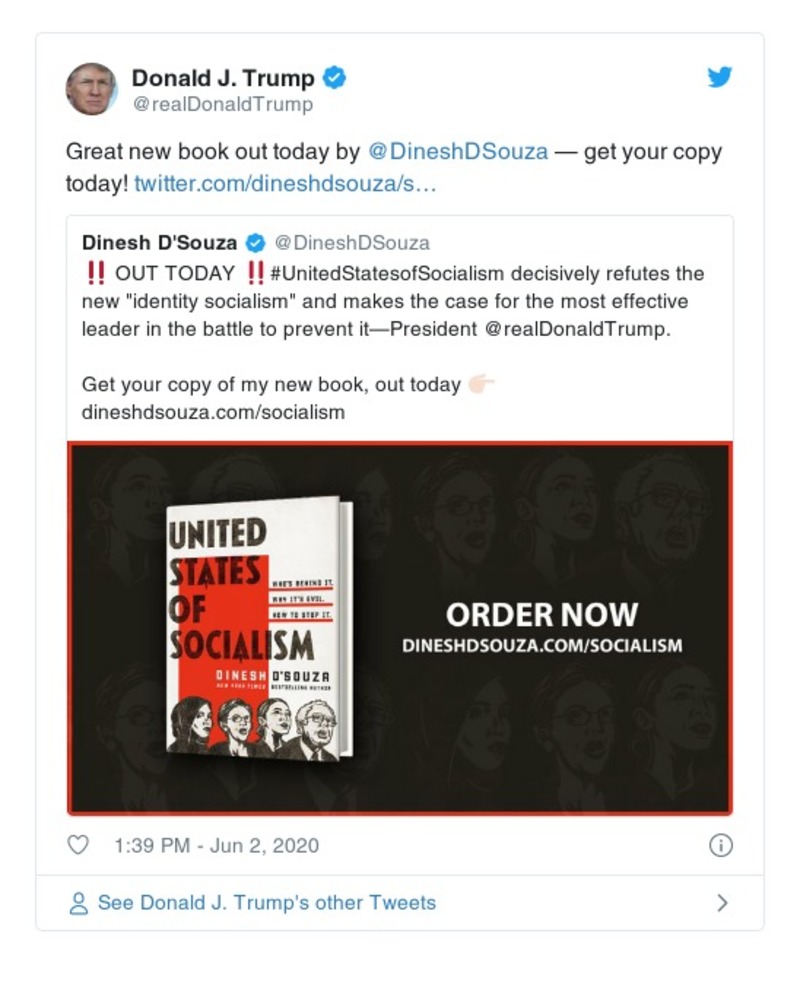 Donald J. Trump
@realDonaldTrump
Great new book out today by @DineshDSouza — get your copy
today! twitter.com/dineshdsouza/s…
Dinesh D'Souza @DineshDSouza
‼️ OUT TODAY ‼️#UnitedStatesofSocialism decisively refutes the
new "identity socialism" and makes the case for the most effective
leader in the battle to prevent it—President @realDonaldTrump.
Get your copy of my new book, out today 👉🏻
dineshdsouza.com/socialism
UNITED
STATES
OF
SOCIALISM
WHO'S BEHIND IT.
WHY IT'S EVIL.
HOW TO STOP IT.
DINESH D'SOUZA
NEW YORK TIMES BESTSELLING AUTHOR
ORDER NOW
DINESHDSOUZA.COM/SOCIALISM
1:39 PM - Jun 2, 2020
See Donald J. Trump's other Tweets